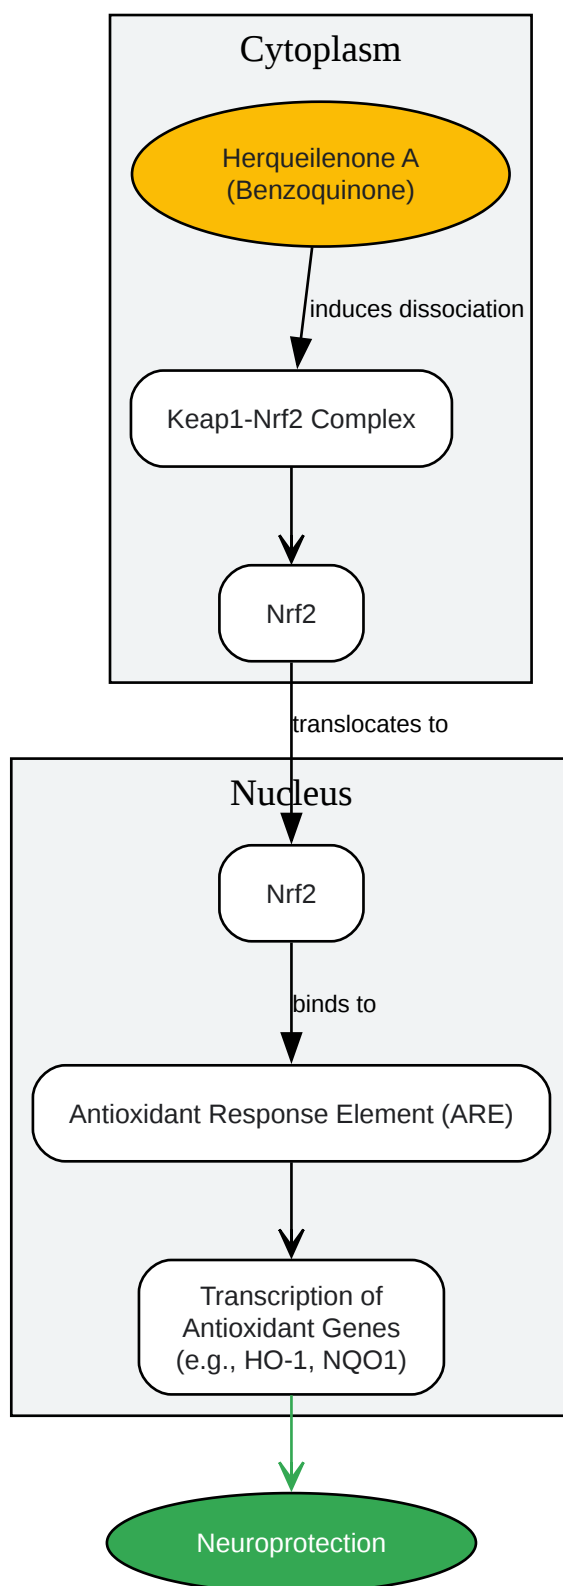 Cytoplasm
Herqueilenone A
(Benzoquinone)
induces dissociation
Keap1-Nrf2 Complex
Nrf2
translocates to
Nucleus
Nrf2
binds to
Antioxidant Response Element (ARE)
Transcription of
Antioxidant Genes
(e.g., HO-1, NQO1)
Neuroprotection